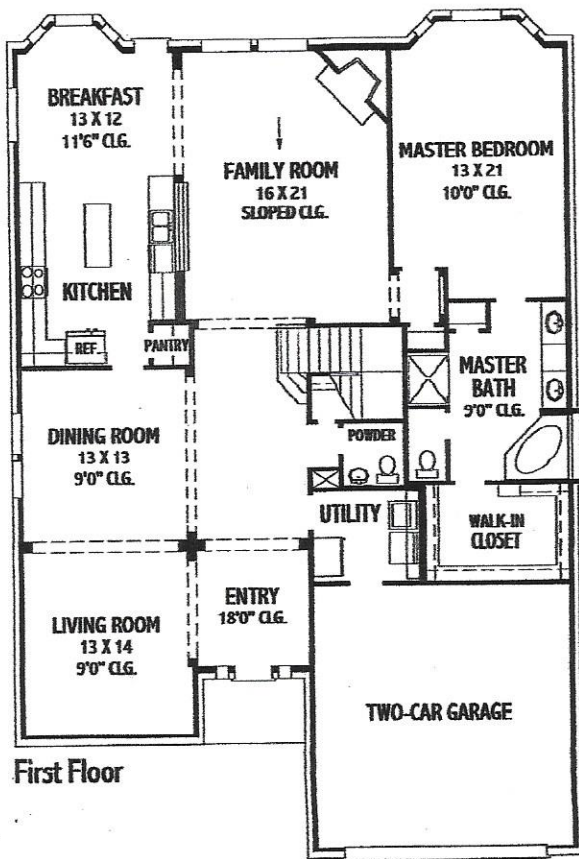 BREAKFAST
13 X 12
11'6" CLG.
FAMILY ROOM
16 X 21
SLOPED CLG.
MASTER BEDROOM
13 X 21
10'0" CLG.
KITCHEN
REF.
PANTRY
MASTER
BATH
9'0" CLG.
DINING ROOM
13 X 13
9'0" CLG.
POWDER
UTILITY
WALK-IN
CLOSET
ENTRY
18'0" CLG.
LIVING ROOM
13 X 14
9'0" CLG.
TWO-CAR GARAGE
First Floor